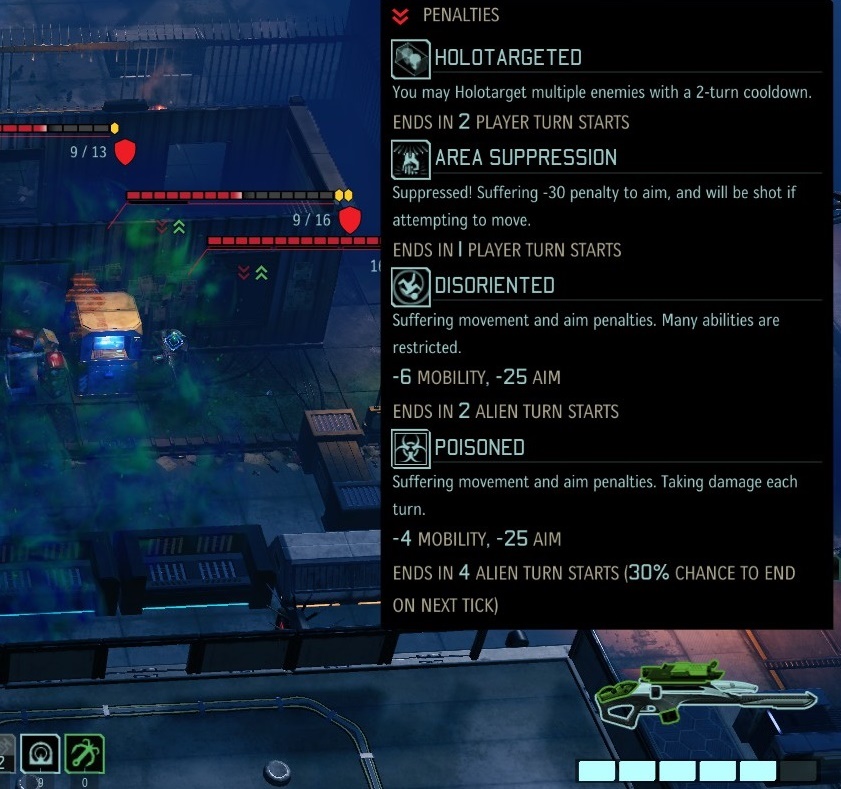 PENALTIES
HOLOTARGETED
You may Holotarget multiple enemies with a 2-turn cooldown.
ENDS IN 2 PLAYER TURN STARTS
AREA SUPPRESSION
Suppressed! Suffering -30 penalty to aim, and will be shot if
attempting to move.
ENDS IN 1 PLAYER TURN STARTS
DISORIENTED
Suffering movement and aim penalties. Many abilities are
restricted.
-6 MOBILITY, -25 AIM
ENDS IN 2 ALIEN TURN STARTS
POISONED
Suffering movement and aim penalties. Taking damage each
turn.
-4 MOBILITY, -25 AIM
ENDS IN 4 ALIEN TURN STARTS (30% CHANCE TO END
ON NEXT TICK)
9 / 13
9 / 16
0